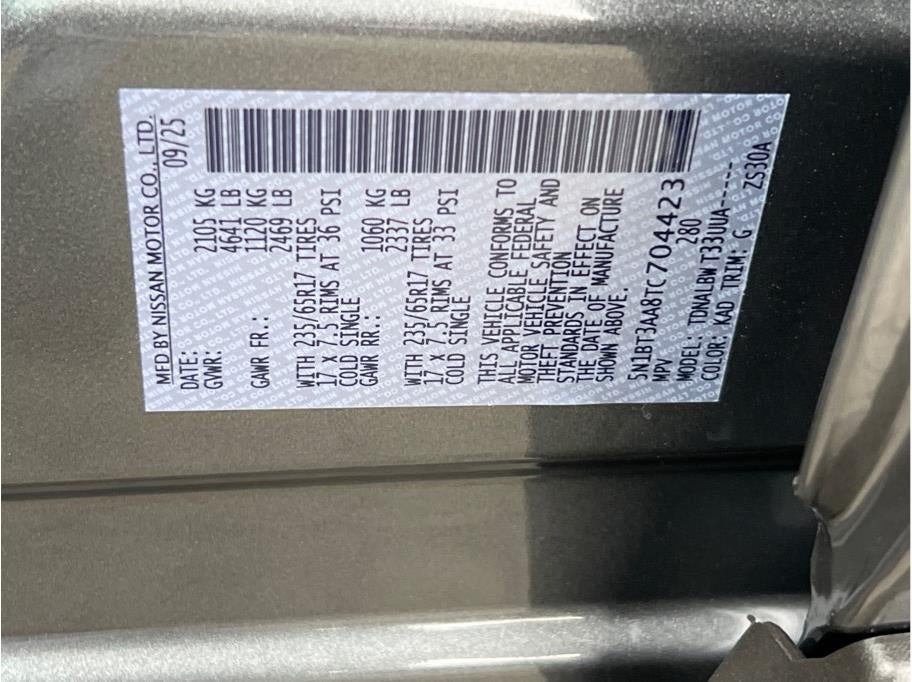 MFD BY NISSAN MOTOR CO., LTD.
DATE: 09/25
GVWR: 2105 KG
4641 LB
GAWR FR.: 1120 KG
2469 LB
WITH 235/65R17 TIRES
17 x 7.5 RIMS AT 36 PSI
COLD SINGLE
GAWR RR.: 1060 KG
2337 LB
WITH 235/65R17 TIRES
17 x 7.5 RIMS AT 33 PSI
COLD SINGLE
THIS VEHICLE CONFORMS TO
ALL APPLICABLE FEDERAL
MOTOR VEHICLE SAFETY AND
THEFT PREVENTION
STANDARDS IN EFFECT ON
THE DATE OF MANUFACTURE
SHOWN ABOVE.
5N1BT3AA8TC704423
MPV 280
MODEL: TDNALBW T33UUA-----
COLOR: KAD TRIM: G ZS30A